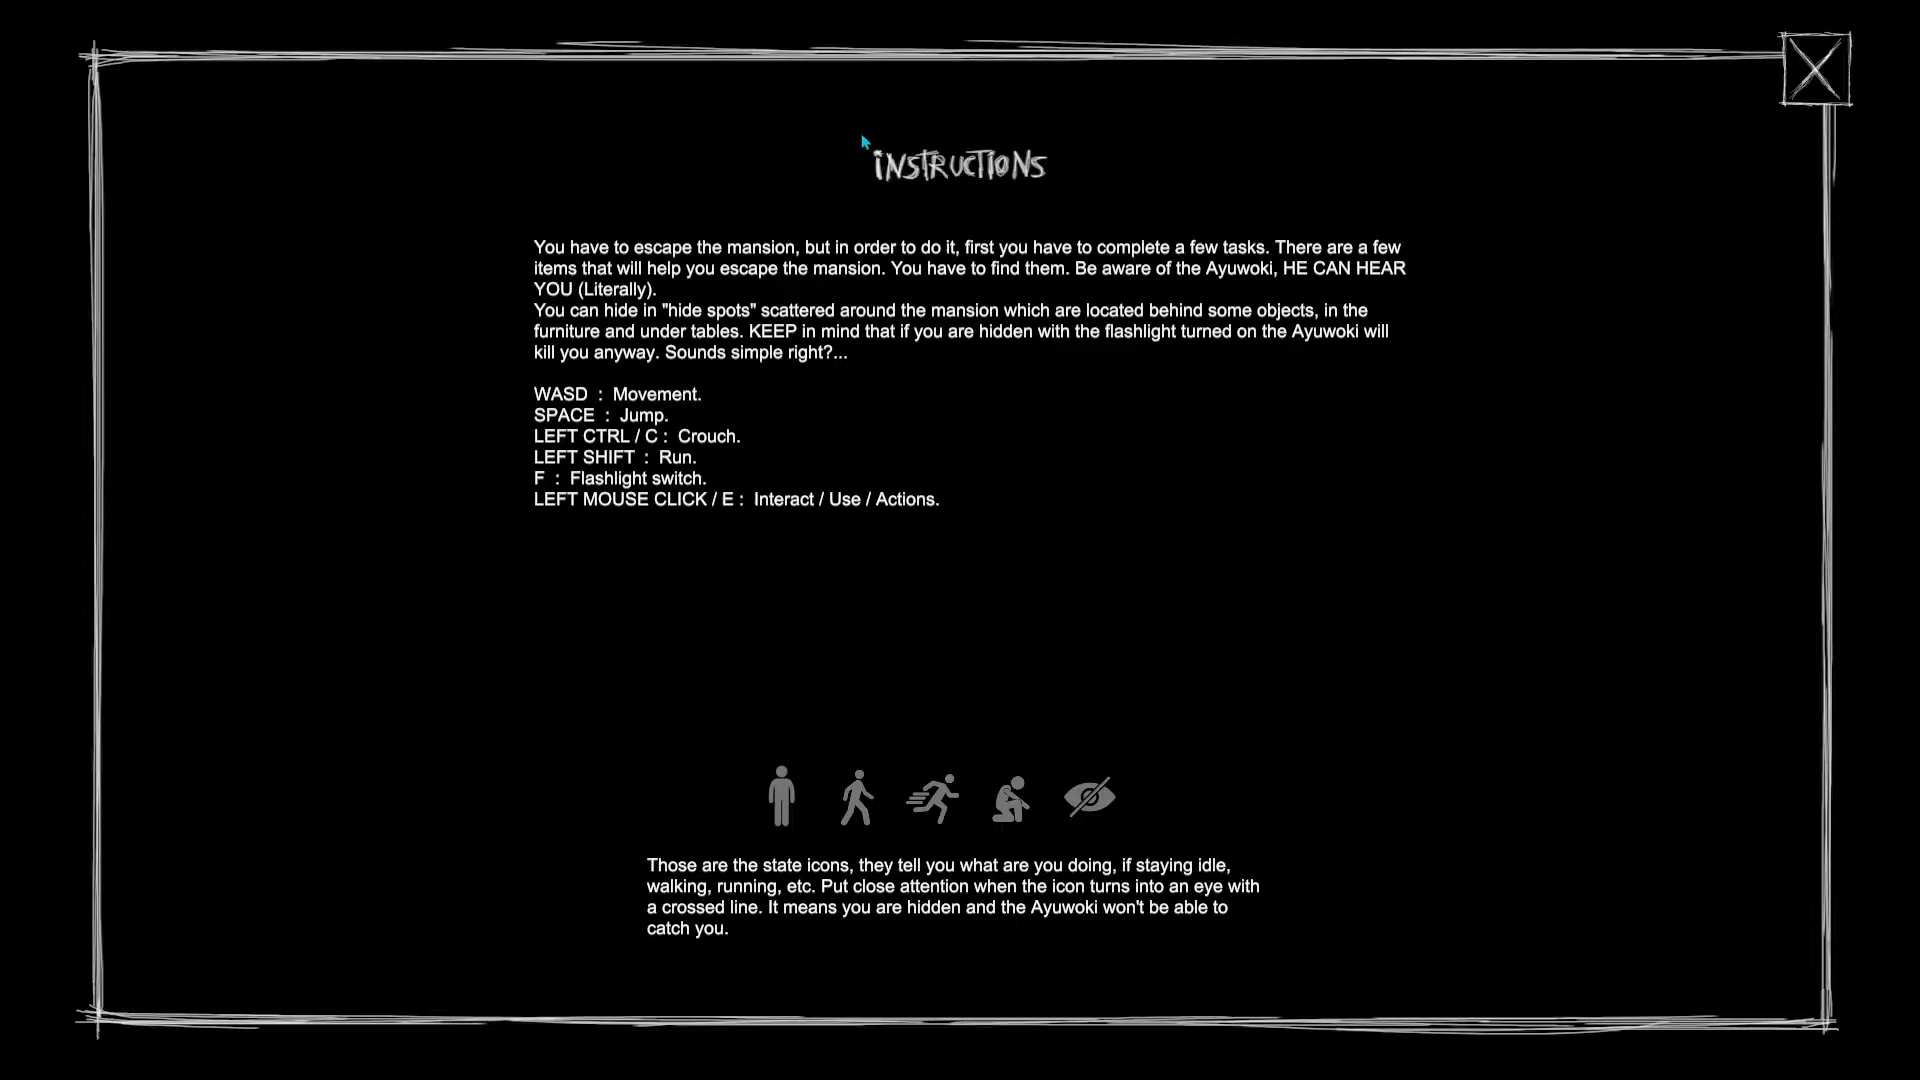 INSTRUCTIONS
You have to escape the mansion, but in order to do it, first you have to complete a few tasks. There are a few
items that will help you escape the mansion. You have to find them. Be aware of the Ayuwoki, HE CAN HEAR
YOU (Literally).
You can hide in "hide spots" scattered around the mansion which are located behind some objects, in the
furniture and under tables. KEEP in mind that if you are hidden with the flashlight turned on the Ayuwoki will
kill you anyway. Sounds simple right?...
WASD : Movement.
SPACE : Jump.
LEFT CTRL / C : Crouch.
LEFT SHIFT : Run.
F : Flashlight switch.
LEFT MOUSE CLICK / E : Interact / Use / Actions.
Those are the state icons, they tell you what are you doing, if staying idle,
walking, running, etc. Put close attention when the icon turns into an eye with
a crossed line. It means you are hidden and the Ayuwoki won't be able to
catch you.